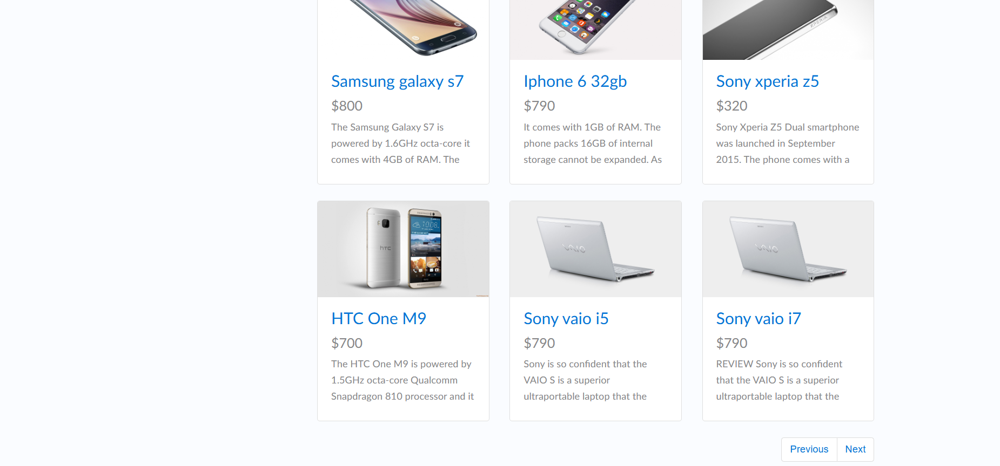 XPERIA
Samsung galaxy s7
$800
The Samsung Galaxy S7 is
powered by 1.6GHz octa-core it
comes with 4GB of RAM. The
Iphone 6 32gb
$790
It comes with 1GB of RAM. The
phone packs 16GB of internal
storage cannot be expanded. As
Sony xperia z5
$320
Sony Xperia Z5 Dual smartphone
was launched in September
2015. The phone comes with a
hTC
10:08
HTC One M9
$700
The HTC One M9 is powered by
1.5GHz octa-core Qualcomm
Snapdragon 810 processor and it
SONY
VAIO
Sony vaio i5
$790
Sony is so confident that the
VAIO S is a superior
ultraportable laptop that the
SONY
VAIO
Sony vaio i7
$790
REVIEW Sony is so confident
that the VAIO S is a superior
ultraportable laptop that the
Previous
Next